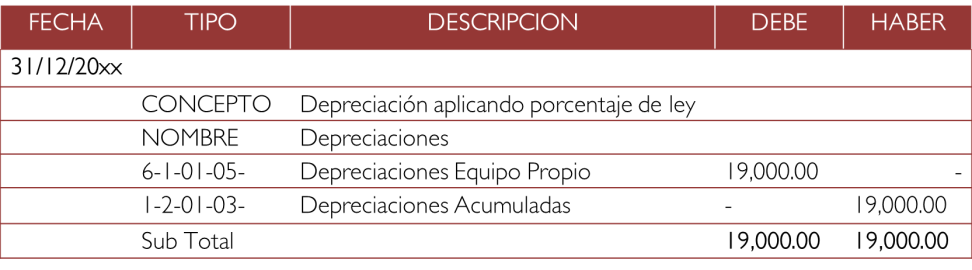 FECHA TIPO DESCRIPCION DEBE HABER
31/12/20xx
CONCEPTO Depreciación aplicando porcentaje de ley
NOMBRE Depreciaciones
6-1-01-05- Depreciaciones Equipo Propio 19,000.00 -
1-2-01-03- Depreciaciones Acumuladas - 19,000.00
Sub Total 19,000.00 19,000.00